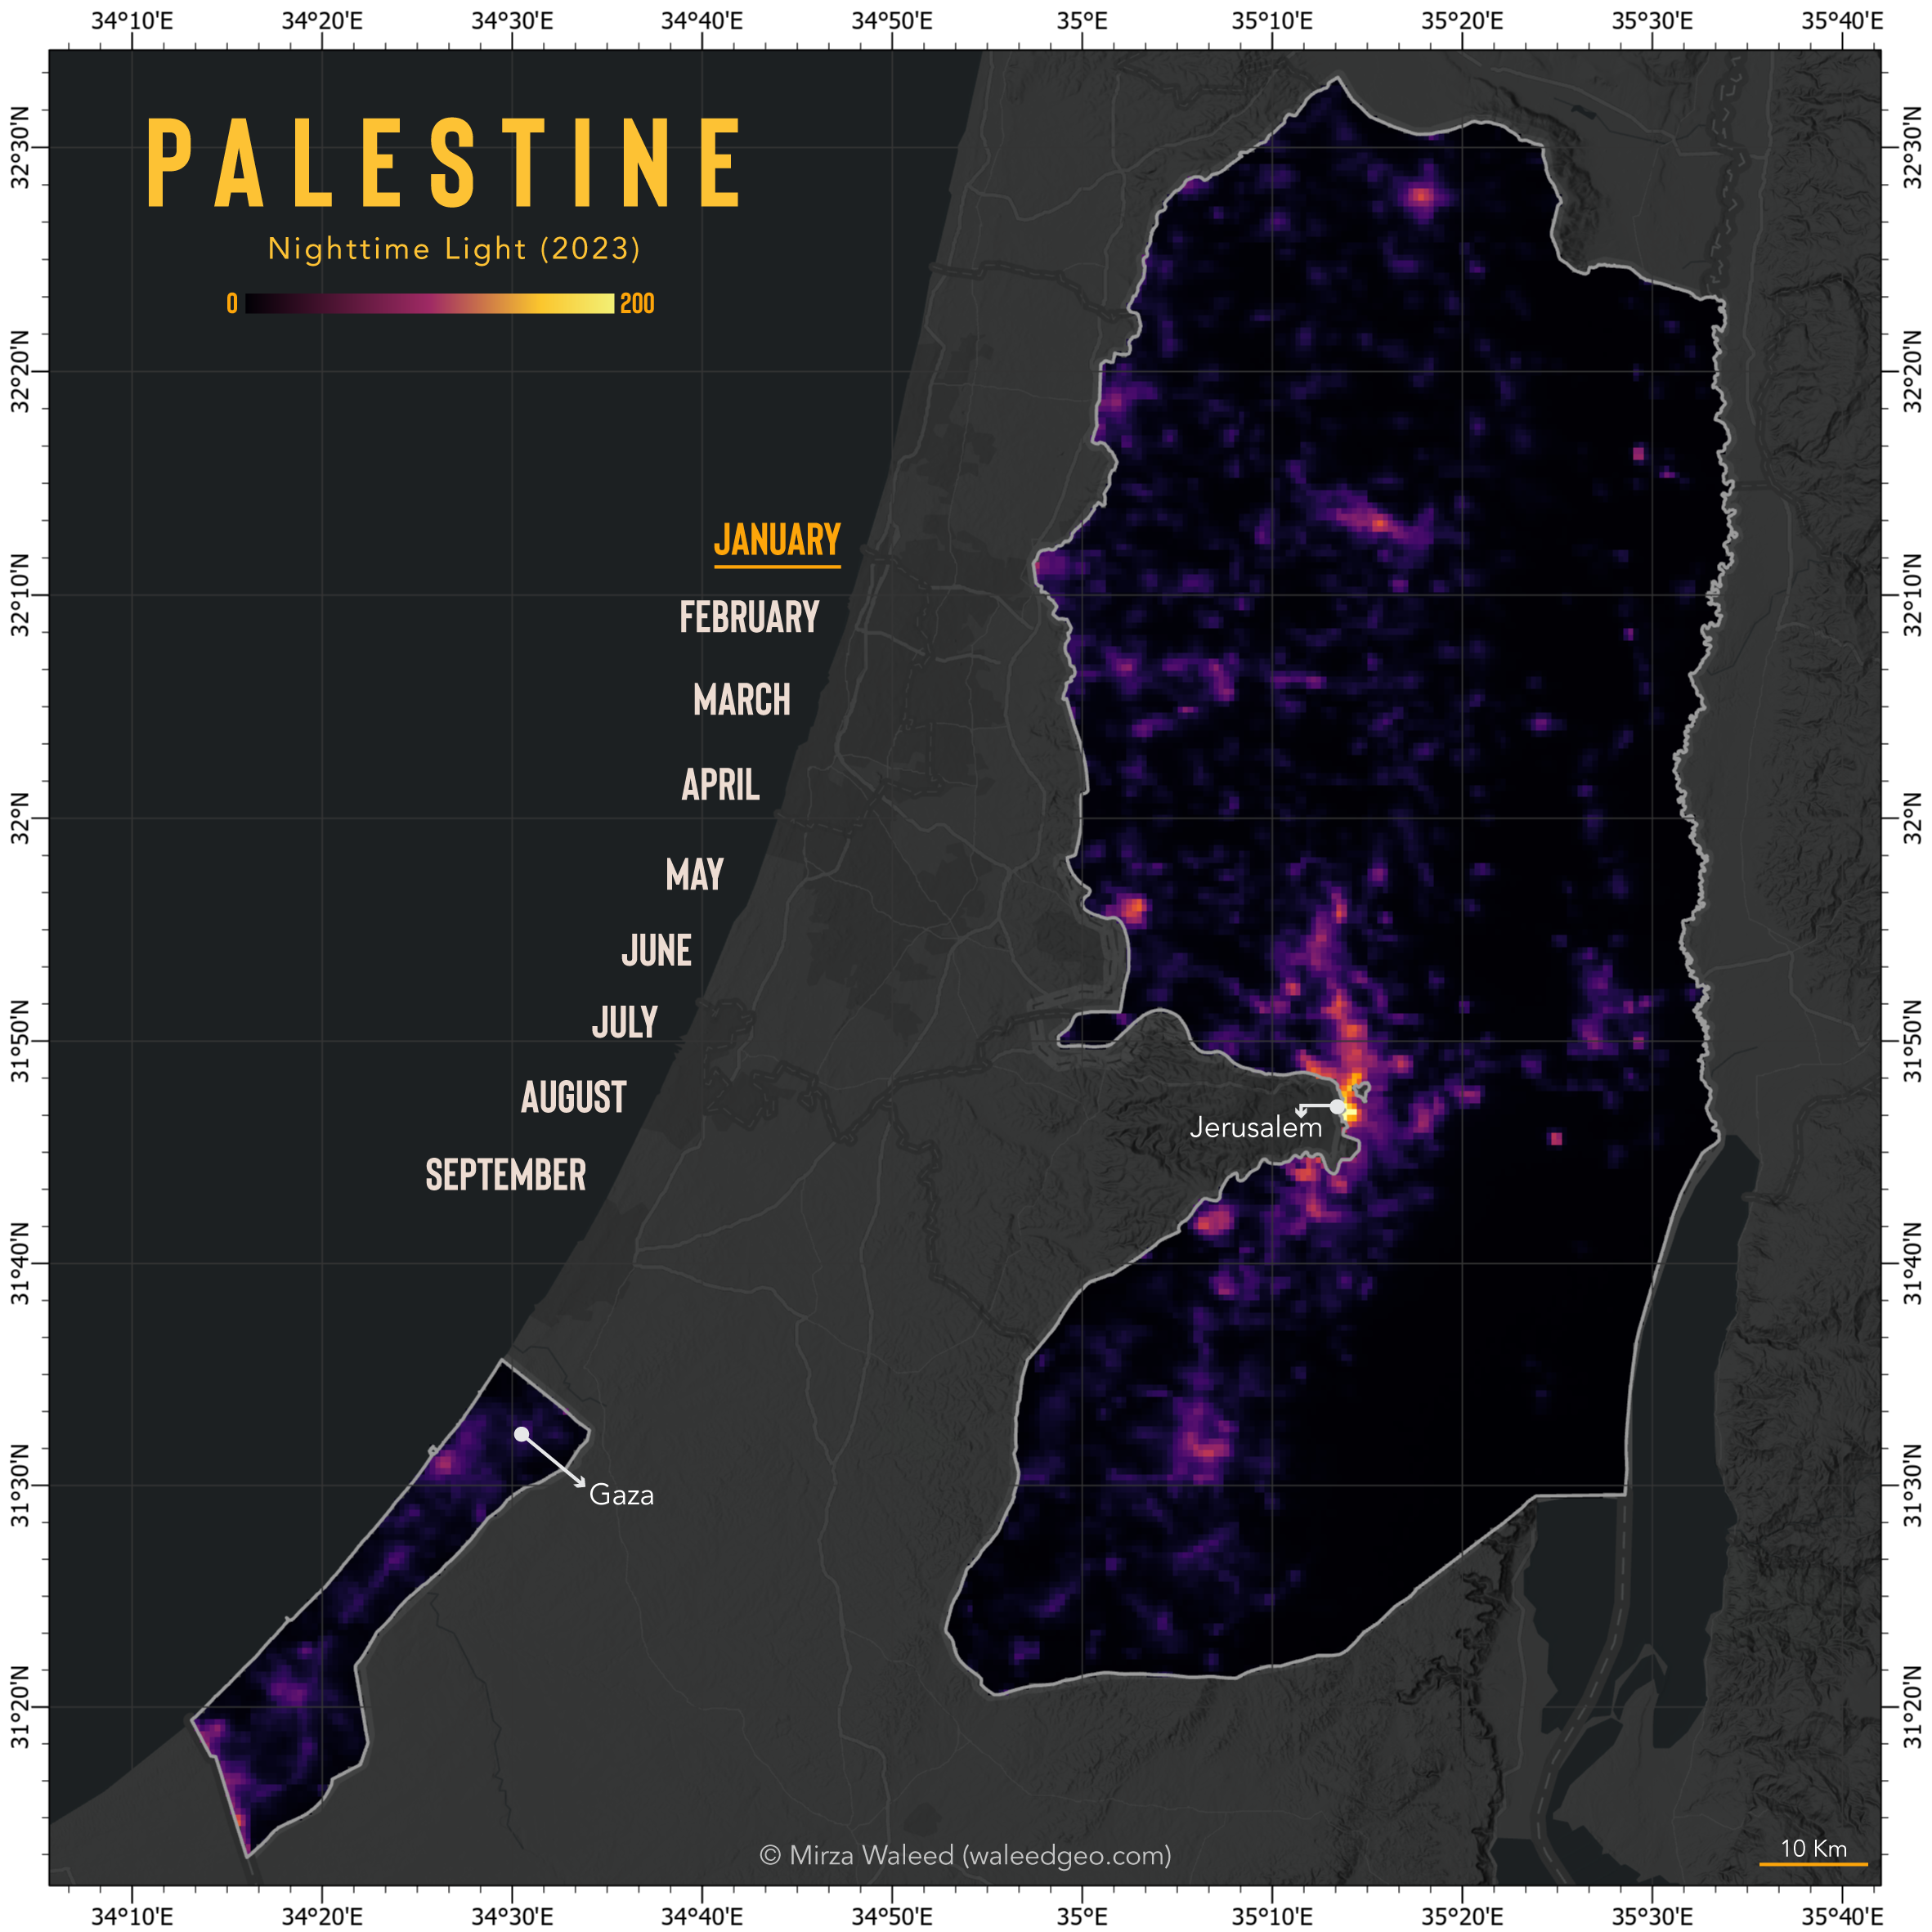 34°10'E 34°20'E 34°30'E 34°40'E 34°50'E 35°E 35°10'E 35°20'E 35°30'E 35°40'E
PALESTINE
Nighttime Light (2023)
0 200
JANUARY
FEBRUARY
MARCH
APRIL
MAY
JUNE
JULY
AUGUST
SEPTEMBER
Jerusalem
Gaza
32°30'N
32°20'N
32°10'N
32°N
31°50'N
31°40'N
31°30'N
31°20'N
32°30'N
32°20'N
32°10'N
32°N
31°50'N
31°40'N
31°30'N
31°20'N
© Mirza Waleed (waleedgeo.com)
10 Km
34°10'E 34°20'E 34°30'E 34°40'E 34°50'E 35°E 35°10'E 35°20'E 35°30'E 35°40'E